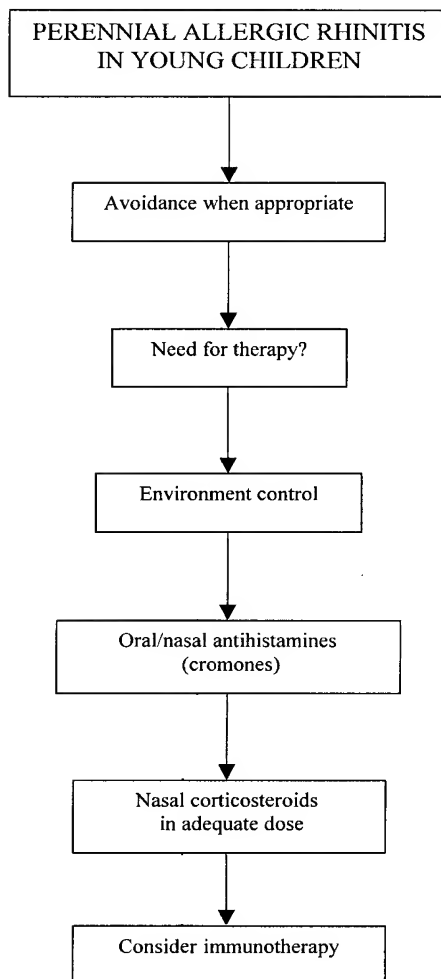 PERENNIAL ALLERGIC RHINITIS
IN YOUNG CHILDREN
Avoidance when appropriate
Need for therapy?
Environment control
Oral/nasal antihistamines
(cromones)
Nasal corticosteroids
in adequate dose
Consider immunotherapy